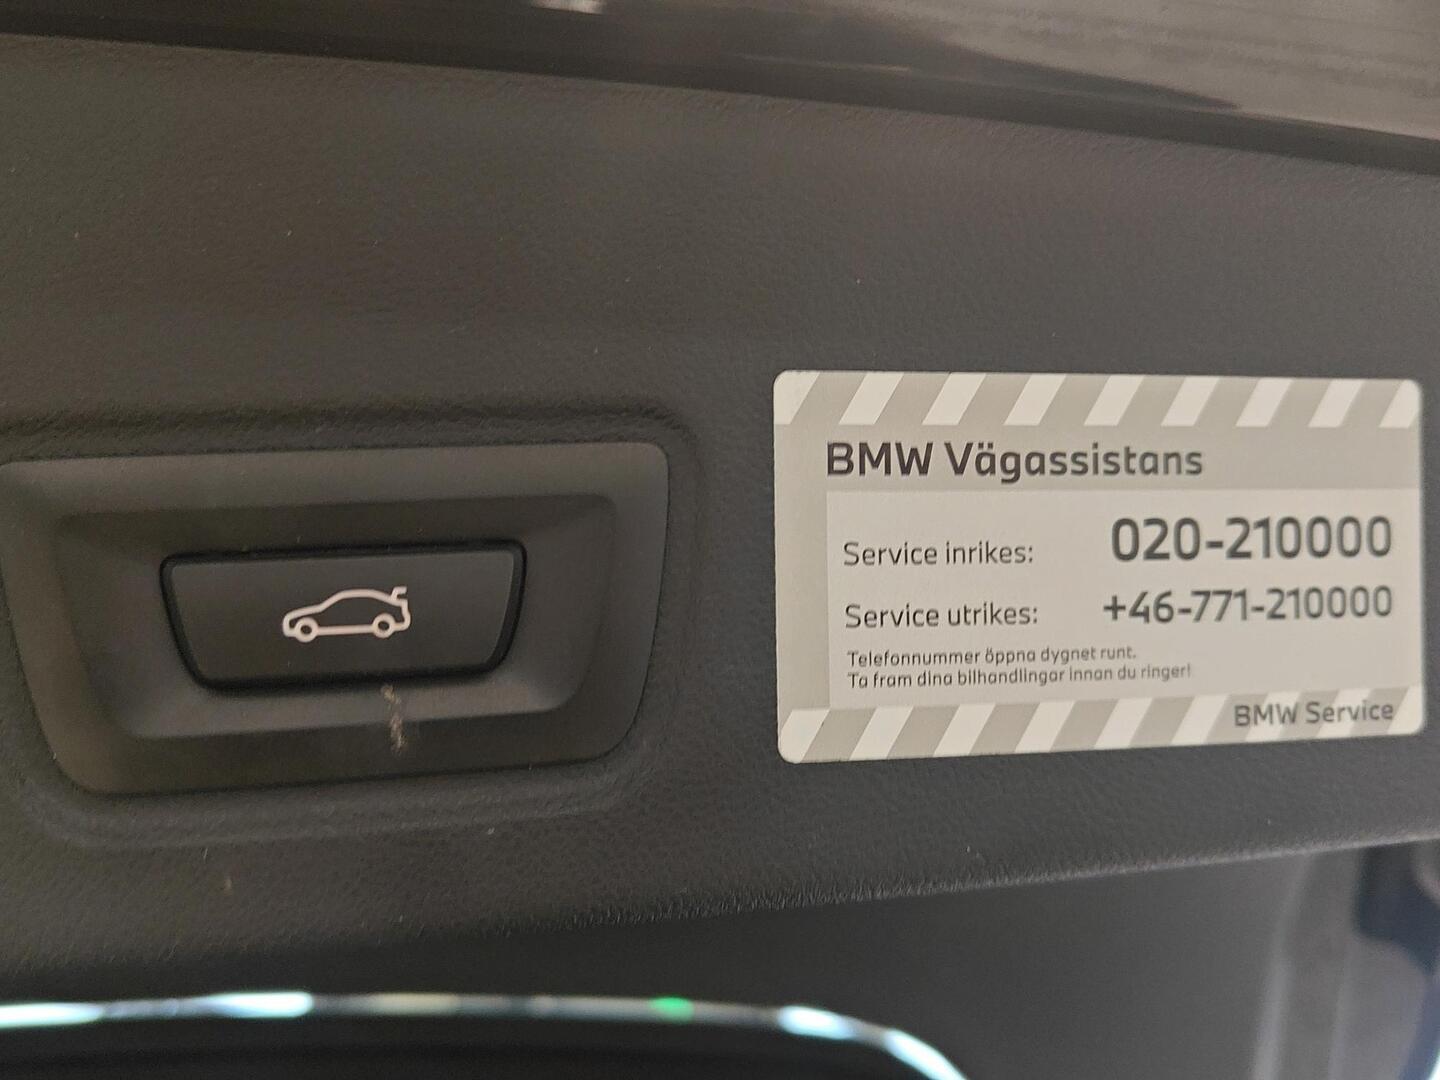 BMW Vägassistans
Service inrikes: 020-210000
Service utrikes: +46-771-210000
Telefonnummer öppna dygnet runt.
Ta fram dina bilhandlingar innan du ringer!
BMW Service